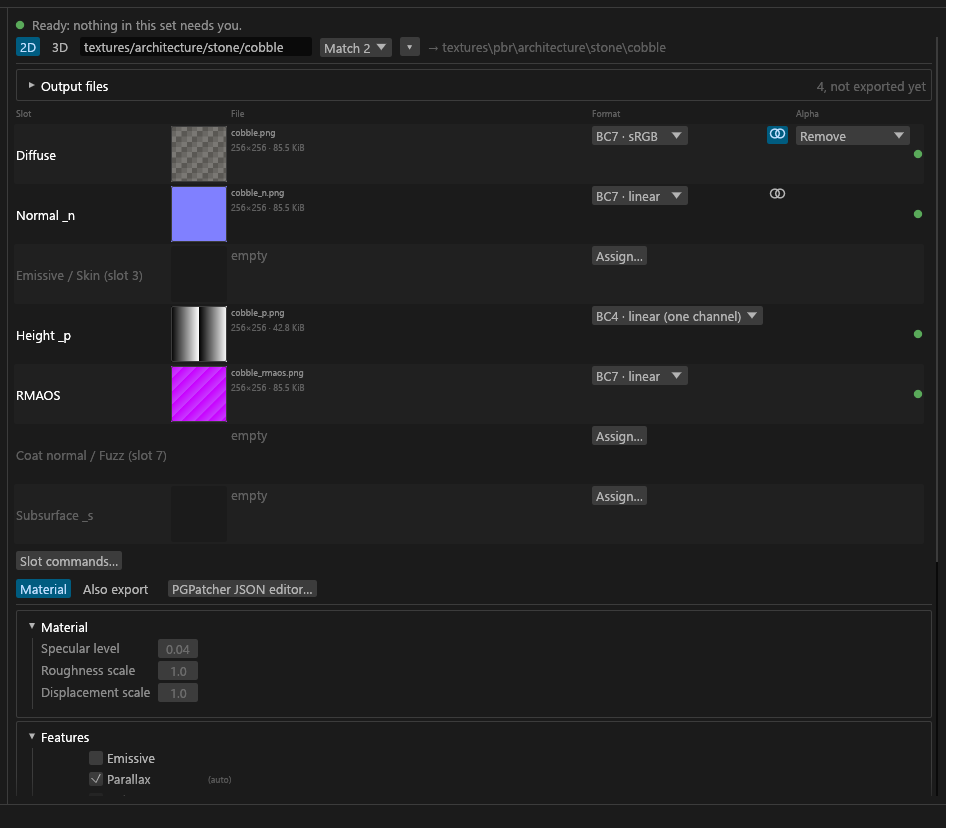 Ready: nothing in this set needs you.
2D 3D textures/architecture/stone/cobble Match 2 → textures\pbr\architecture\stone\cobble
Output files 4, not exported yet
Slot File Format Alpha
Diffuse cobble.png 256×256 · 85.5 KiB BC7 · sRGB Remove
Normal _n cobble_n.png 256×256 · 85.5 KiB BC7 · linear
Emissive / Skin (slot 3) empty Assign...
Height _p cobble_p.png 256×256 · 42.8 KiB BC4 · linear (one channel)
RMAOS cobble_rmaos.png 256×256 · 85.5 KiB BC7 · linear
Coat normal / Fuzz (slot 7) empty Assign...
Subsurface _s empty Assign...
Slot commands...
Material Also export PGPatcher JSON editor...
Material
Specular level 0.04
Roughness scale 1.0
Displacement scale 1.0
Features
Emissive
Parallax (auto)